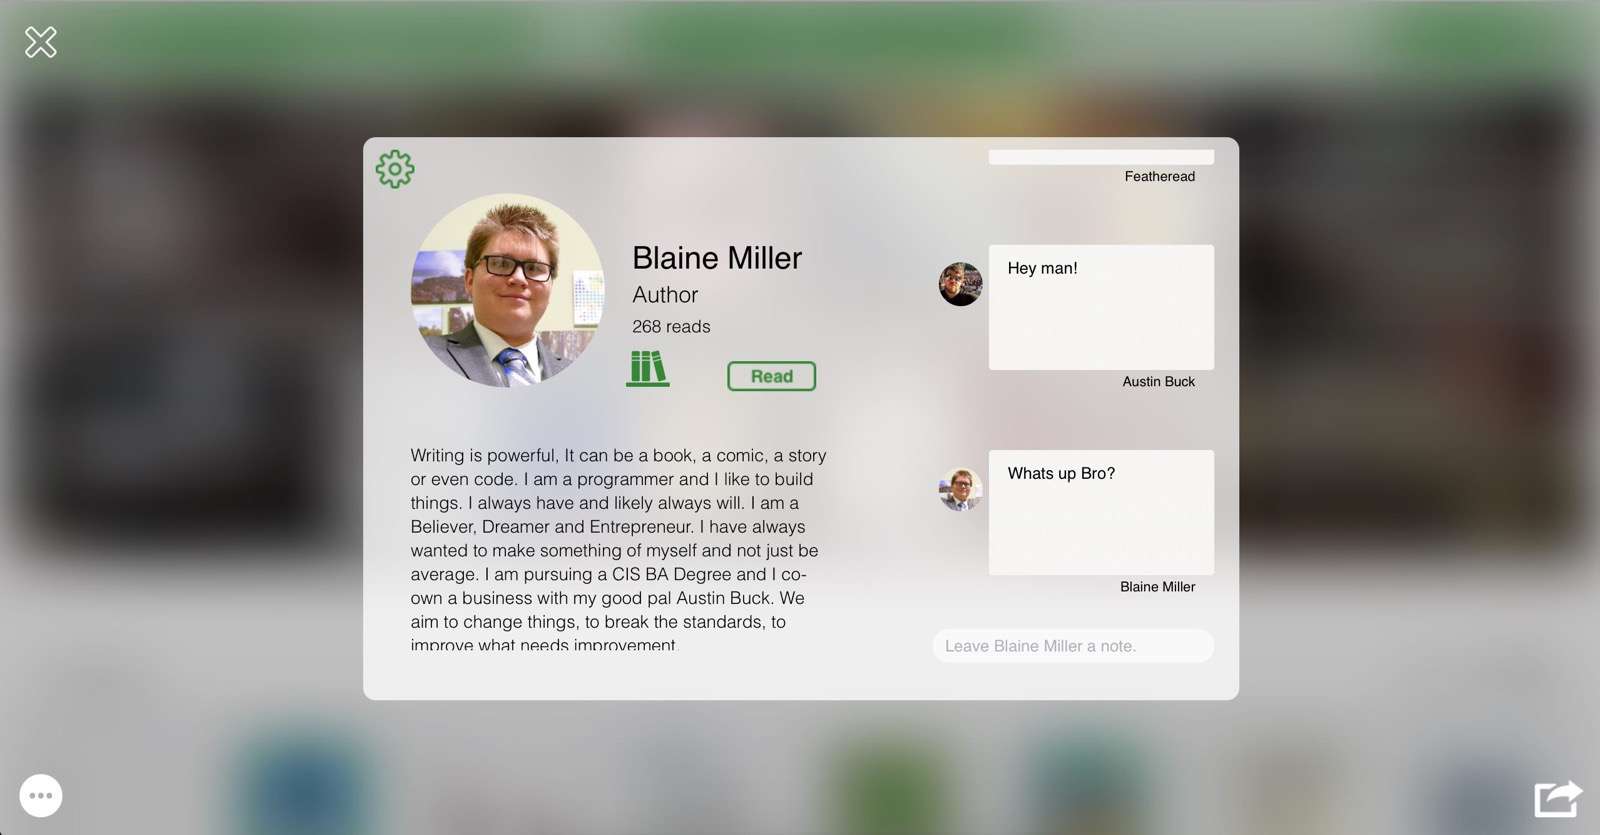 Blaine Miller
Author
268 reads
Read
Writing is powerful, It can be a book, a comic, a story
or even code. I am a programmer and I like to build
things. I always have and likely always will. I am a
Believer, Dreamer and Entrepreneur. I have always
wanted to make something of myself and not just be
average. I am pursuing a CIS BA Degree and I co-
own a business with my good pal Austin Buck. We
aim to change things, to break the standards, to
improve what needs improvement
Featheread
Hey man!
Austin Buck
Whats up Bro?
Blaine Miller
Leave Blaine Miller a note.